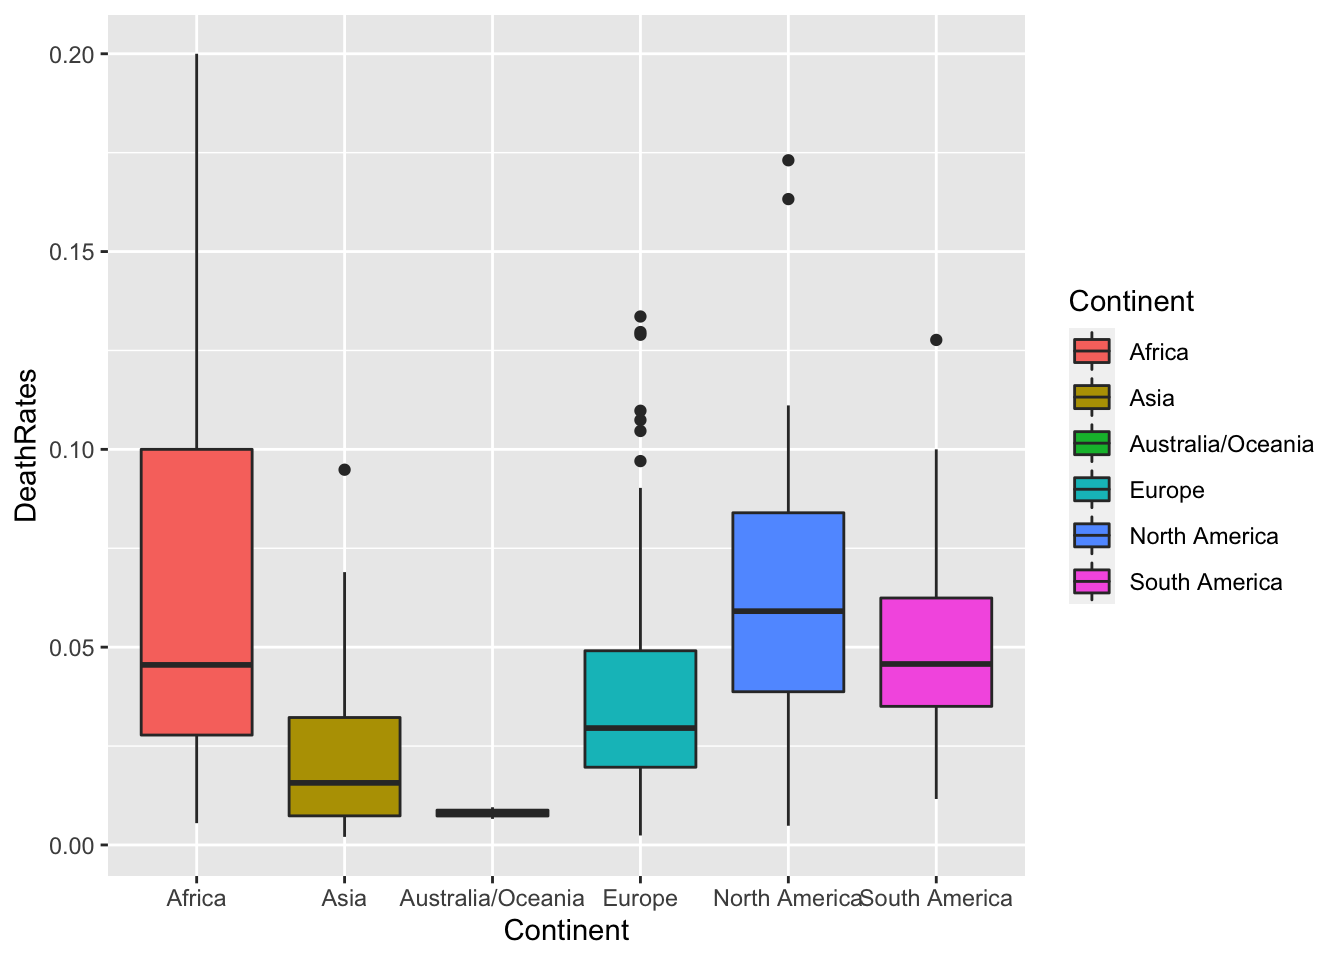 DeathRates
0.20
0.15
0.10
0.05
0.00
Africa
Asia
Australia/Oceania
Europe
North America
South America
Continent
Continent
Africa
Asia
Australia/Oceania
Europe
North America
South America